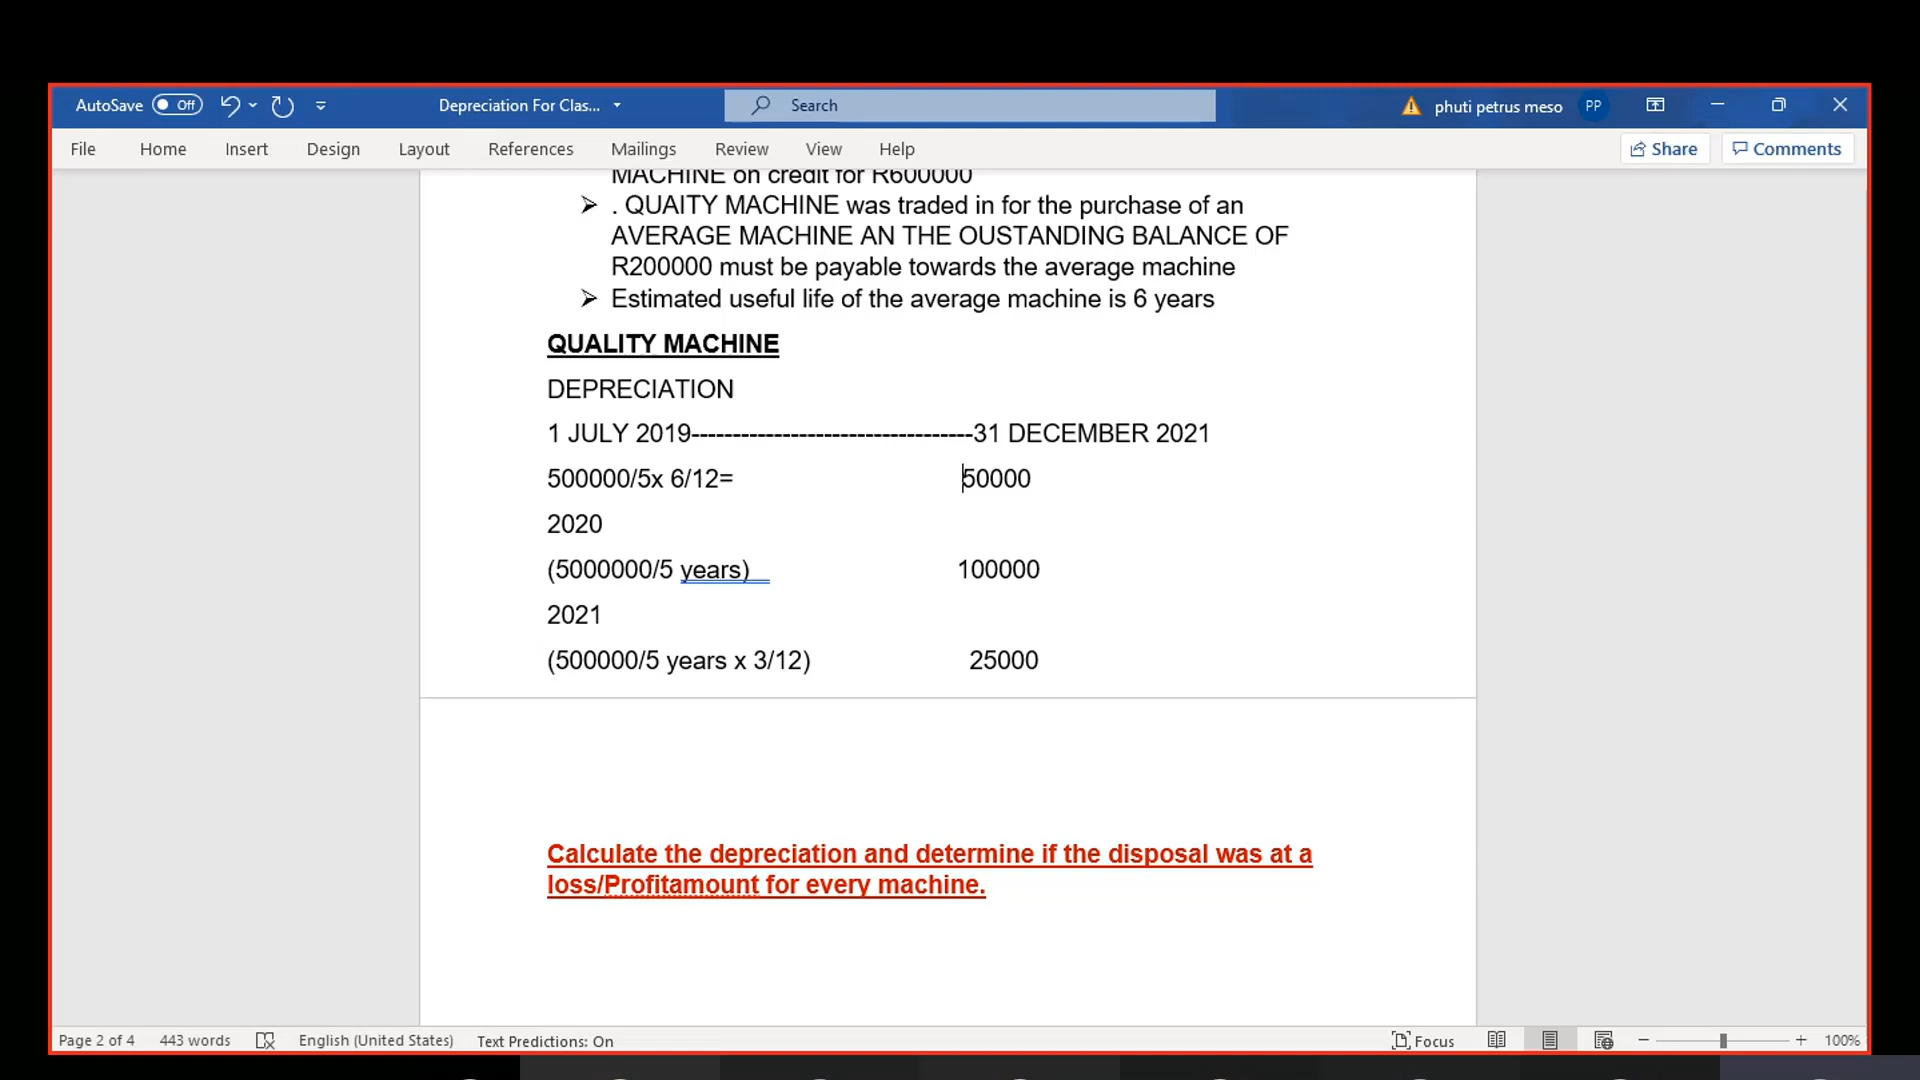 AutoSave Off Depreciation For Clas... Search phuti petrus meso PP
File Home Insert Design Layout References Mailings Review View Help Share Comments
MACHINE on credit for R600000
. QUAITY MACHINE was traded in for the purchase of an
AVERAGE MACHINE AN THE OUSTANDING BALANCE OF
R200000 must be payable towards the average machine
Estimated useful life of the average machine is 6 years
QUALITY MACHINE
DEPRECIATION
1 JULY 2019----------------------------------31 DECEMBER 2021
500000/5x 6/12= 50000
2020
(5000000/5 years) 100000
2021
(500000/5 years x 3/12) 25000
Calculate the depreciation and determine if the disposal was at a
loss/Profitamount for every machine.
Page 2 of 4 443 words English (United States) Text Predictions: On Focus 100%